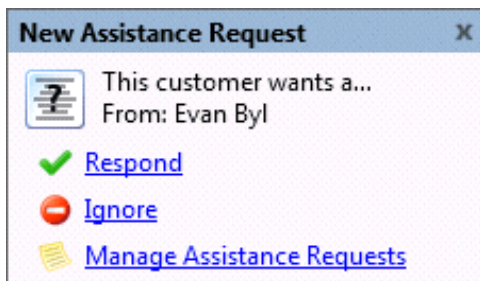 New Assistance Request x
?
This customer wants a...
From: Evan Byl
Respond
Ignore
Manage Assistance Requests